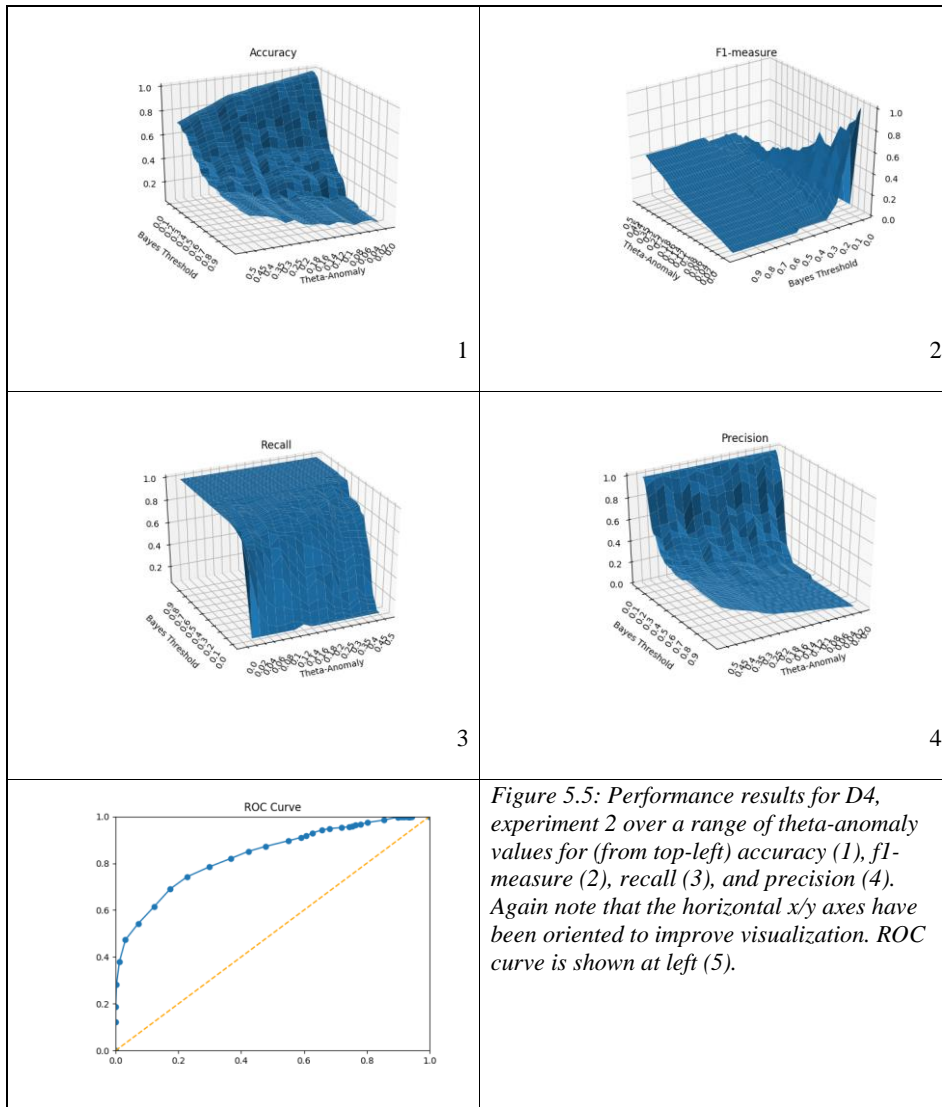 Accuracy
1.0
0.8
0.6
0.4
0.2
Bayes Threshold
Theta-Anomaly
1
F1-measure
1.0
0.8
0.6
0.4
0.2
0.0
Theta-Anomaly
0.9
0.8
0.7
0.6
0.5
0.4
0.3
0.2
0.1
0.0
Bayes Threshold
2
Recall
1.0
0.8
0.6
0.4
0.2
Bayes Threshold
Theta-Anomaly
3
Precision
1.0
0.8
0.6
0.4
0.2
0.0
Bayes Threshold
Theta-Anomaly
4
ROC Curve
1.0
0.8
0.6
0.4
0.2
0.0
0.0 0.2 0.4 0.6 0.8 1.0
Figure 5.5: Performance results for D4,
experiment 2 over a range of theta-anomaly
values for (from top-left) accuracy (1), f1-
measure (2), recall (3), and precision (4).
Again note that the horizontal x/y axes have
been oriented to improve visualization. ROC
curve is shown at left (5).